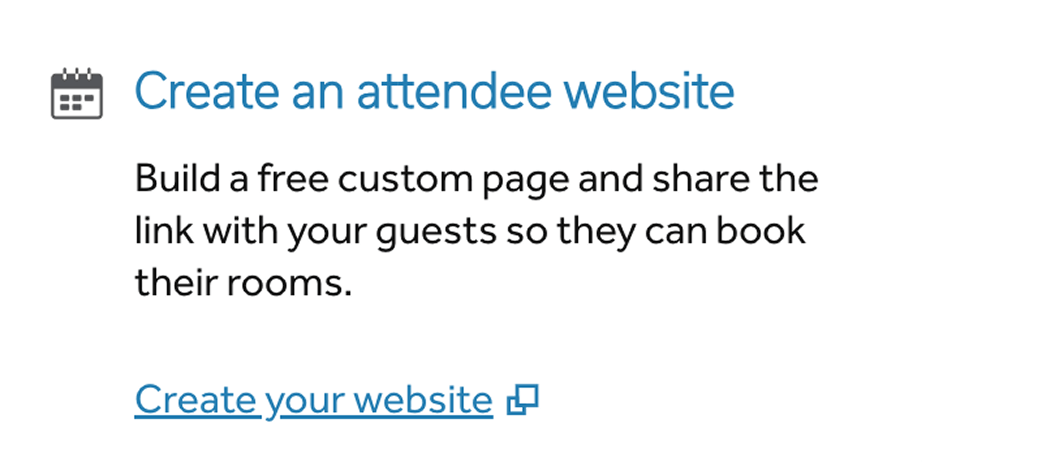 Create an attendee website
Build a free custom page and share the
link with your guests so they can book
their rooms.
Create your website